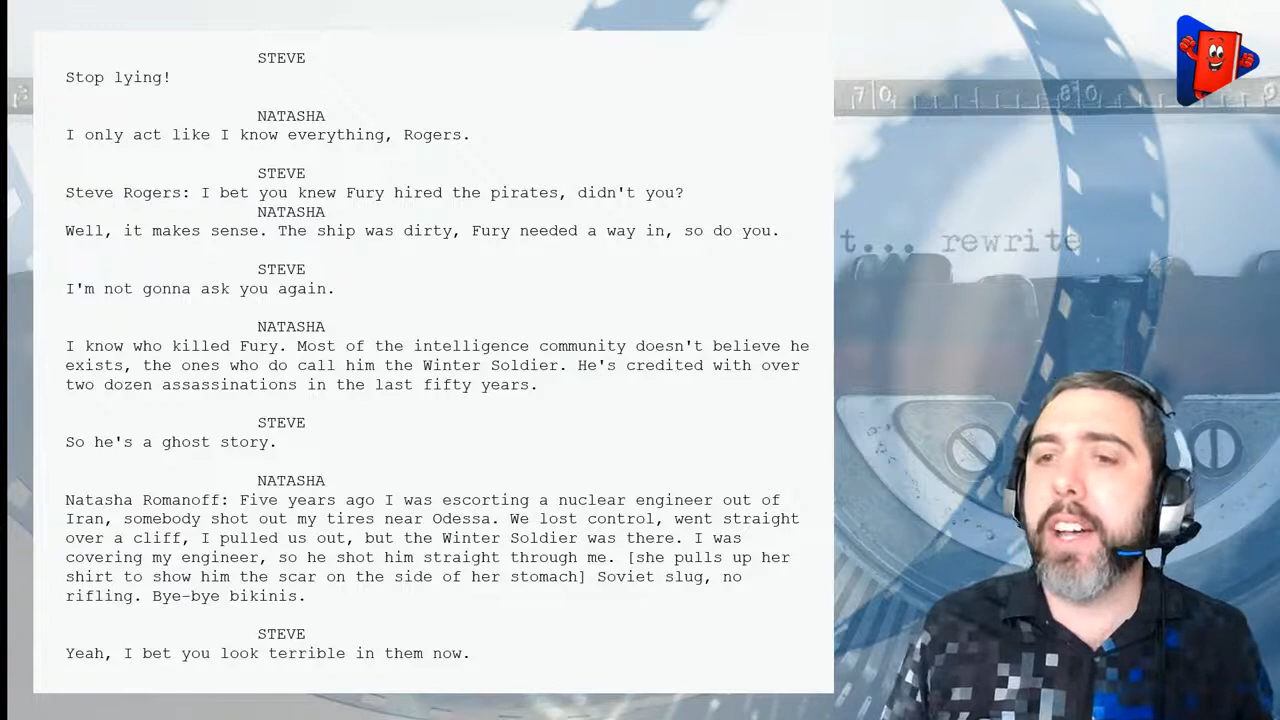 STEVE
Stop lying!
NATASHA
I only act like I know everything, Rogers.
STEVE
Steve Rogers: I bet you knew Fury hired the pirates, didn't you?
NATASHA
Well, it makes sense. The ship was dirty, Fury needed a way in, so do you.
STEVE
I'm not gonna ask you again.
NATASHA
I know who killed Fury. Most of the intelligence community doesn't believe he
exists, the ones who do call him the Winter Soldier. He's credited with over
two dozen assassinations in the last fifty years.
STEVE
So he's a ghost story.
NATASHA
Natasha Romanoff: Five years ago I was escorting a nuclear engineer out of
Iran, somebody shot out my tires near Odessa. We lost control, went straight
over a cliff, I pulled us out, but the Winter Soldier was there. I was
covering my engineer, so he shot him straight through me. [she pulls up her
shirt to show him the scar on the side of her stomach] Soviet slug, no
rifling. Bye-bye bikinis.
STEVE
Yeah, I bet you look terrible in them now.
70 80
t... rewrite